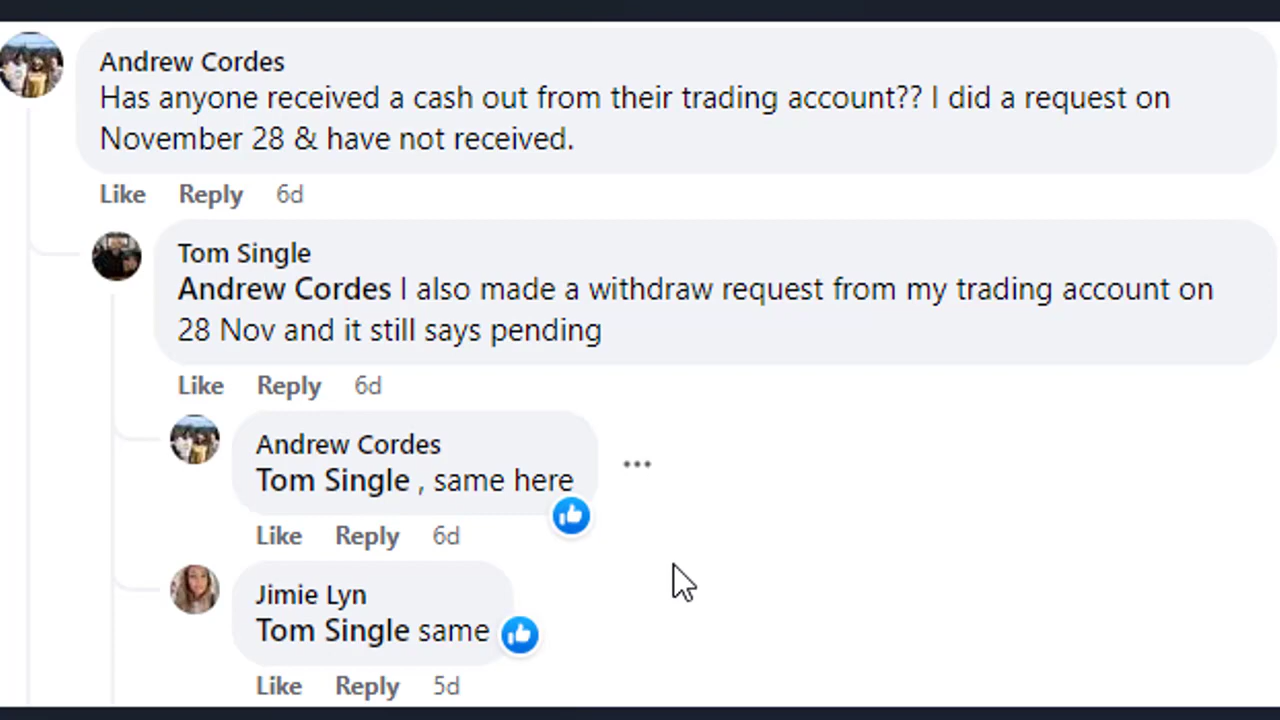 Andrew Cordes
Has anyone received a cash out from their trading account?? I did a request on
November 28 & have not received.
Like Reply 6d
Tom Single
Andrew Cordes I also made a withdraw request from my trading account on
28 Nov and it still says pending
Like Reply 6d
Andrew Cordes
Tom Single , same here
Like Reply 6d
Jimie Lyn
Tom Single same
Like Reply 5d